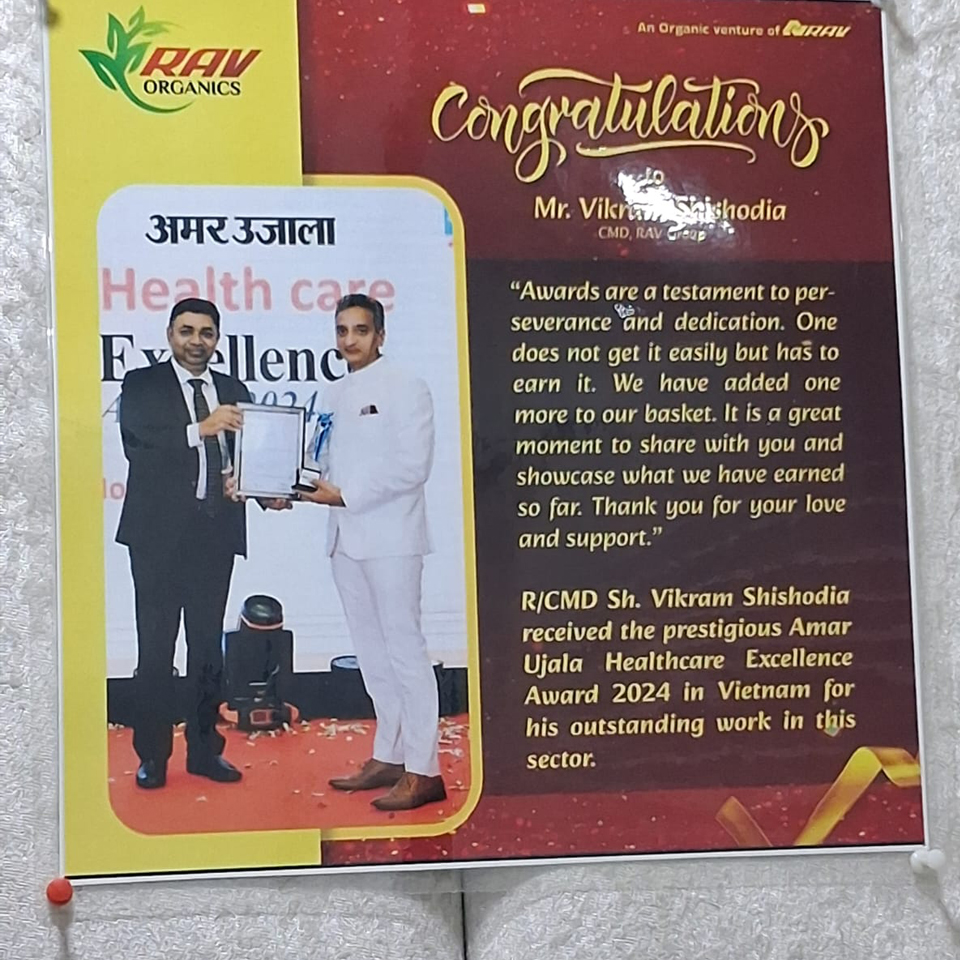 RAV
ORGANICS
An Organic venture of RAV
Congratulations
to
Mr. Vikram Shishodia
CMD, RAV Group
अमर उजाला
Health care
Excellence
2024
“Awards are a testament to per-
severance and dedication. One
does not get it easily but has to
earn it. We have added one
more to our basket. It is a great
moment to share with you and
showcase what we have earned
so far. Thank you for your love
and support.”
R/CMD Sh. Vikram Shishodia
received the prestigious Amar
Ujala Healthcare Excellence
Award 2024 in Vietnam for
his outstanding work in this
sector.